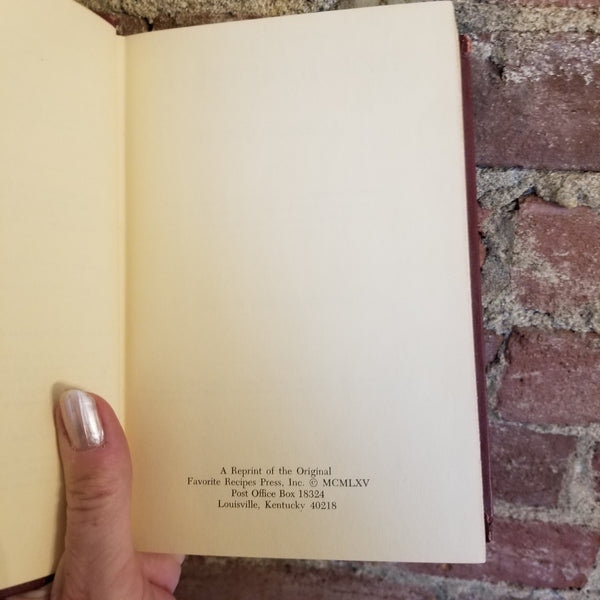 A Reprint of the Original
Favorite Recipes Press, Inc. © MCMLXV
Post Office Box 18324
Louisville, Kentucky 40218